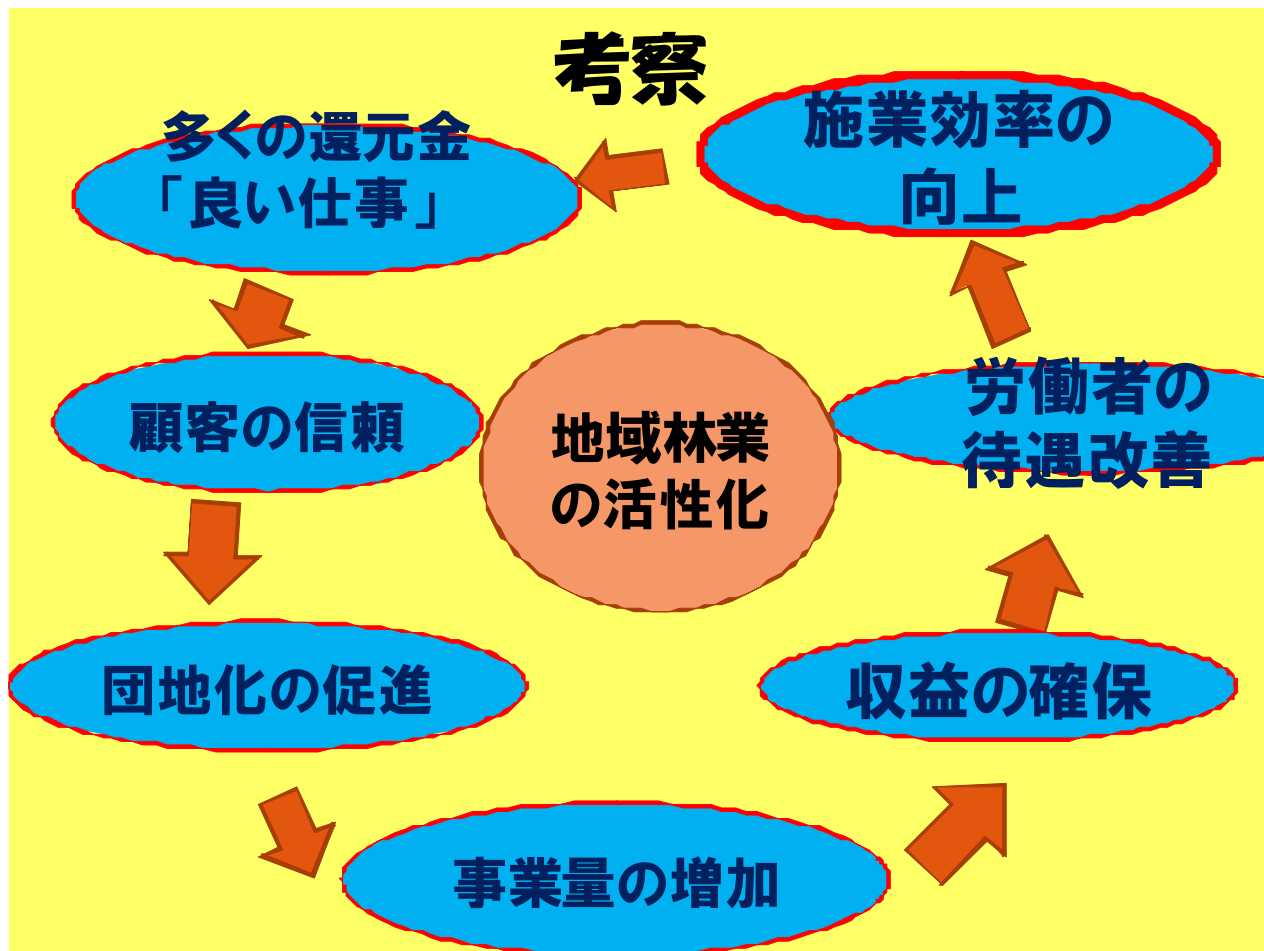 考察
施業効率の
向上
多くの還元金
「良い仕事」
顧客の信頼
地域林業
の活性化
労働者の
待遇改善
団地化の促進
収益の確保
事業量の増加